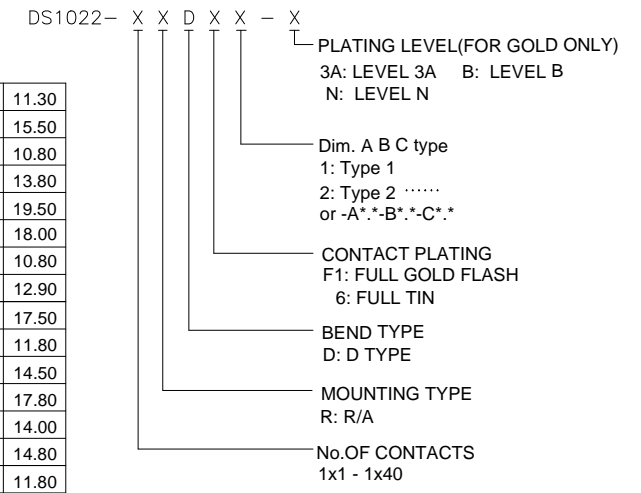 DS1022- X X D X X - X
PLATING LEVEL(FOR GOLD ONLY)
3A: LEVEL 3A B: LEVEL B
N: LEVEL N
Dim. A B C type
1: Type 1
2: Type 2 ······
or -A*.*-B*.*-C*.*
CONTACT PLATING
F1: FULL GOLD FLASH
6: FULL TIN
BEND TYPE
D: D TYPE
MOUNTING TYPE
R: R/A
No.OF CONTACTS
1x1 - 1x40
11.30
15.50
10.80
13.80
19.50
18.00
10.80
12.90
17.50
11.80
14.50
17.80
14.00
14.80
11.80